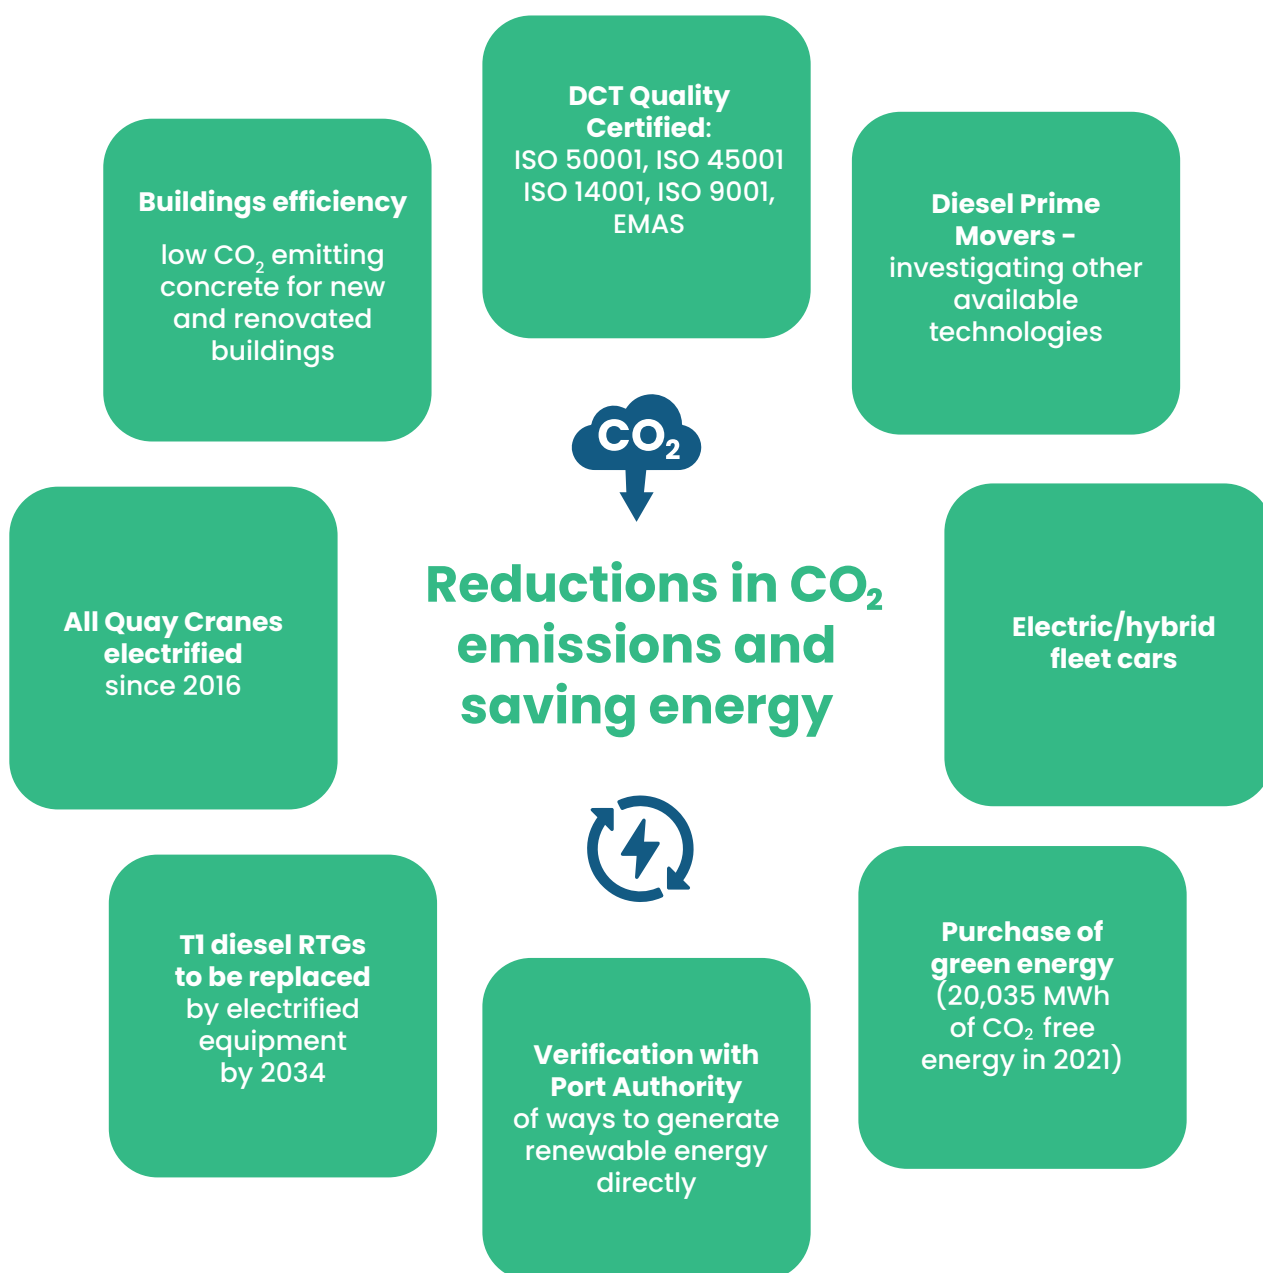 DCT Quality
Certified:
ISO 50001, ISO 45001
ISO 14001, ISO 9001,
EMAS
Buildings efficiency
low CO₂ emitting
concrete for new
and renovated
buildings
Diesel Prime
Movers –
investigating other
available
technologies
CO₂
Reductions in CO₂
emissions and
saving energy
All Quay Cranes
electrified
since 2016
Electric/hybrid
fleet cars
T1 diesel RTGs
to be replaced
by electrified
equipment
by 2034
Verification with
Port Authority
of ways to generate
renewable energy
directly
Purchase of
green energy
(20,035 MWh
of CO₂ free
energy in 2021)